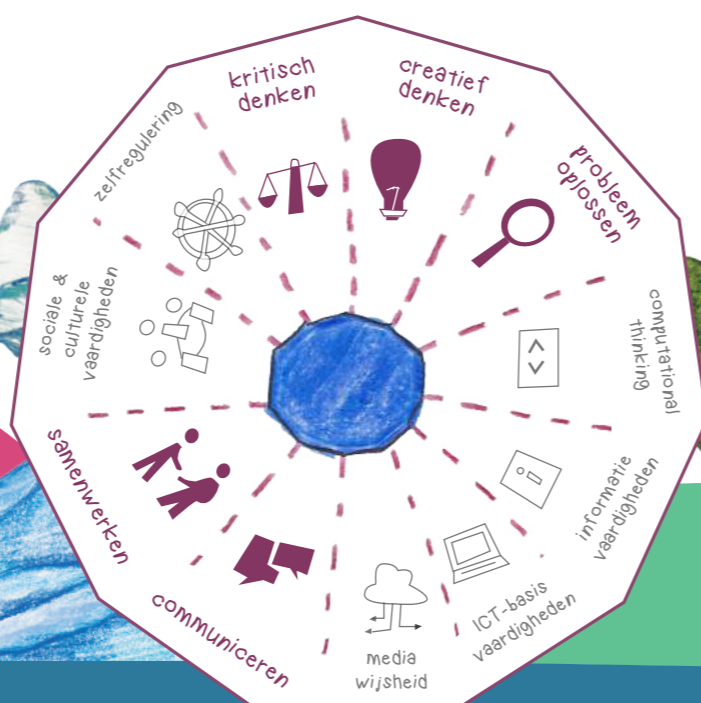 kritisch
denken
creatief
denken
probleem
oplossen
computational
thinking
informatie
vaardigheden
ICT-basis
vaardigheden
media
wijsheid
communiceren
samenwerken
sociale &
culturele
vaardigheden
zelfregulering